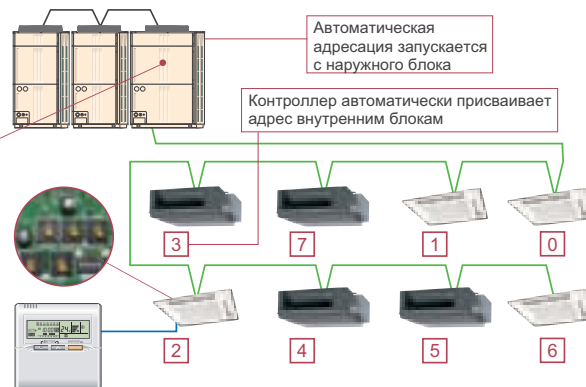 Автоматическая
адресация запускается
с наружного блока
Контроллер автоматически присваивает
адрес внутренним блокам
3 7 1 0
2 4 5 6